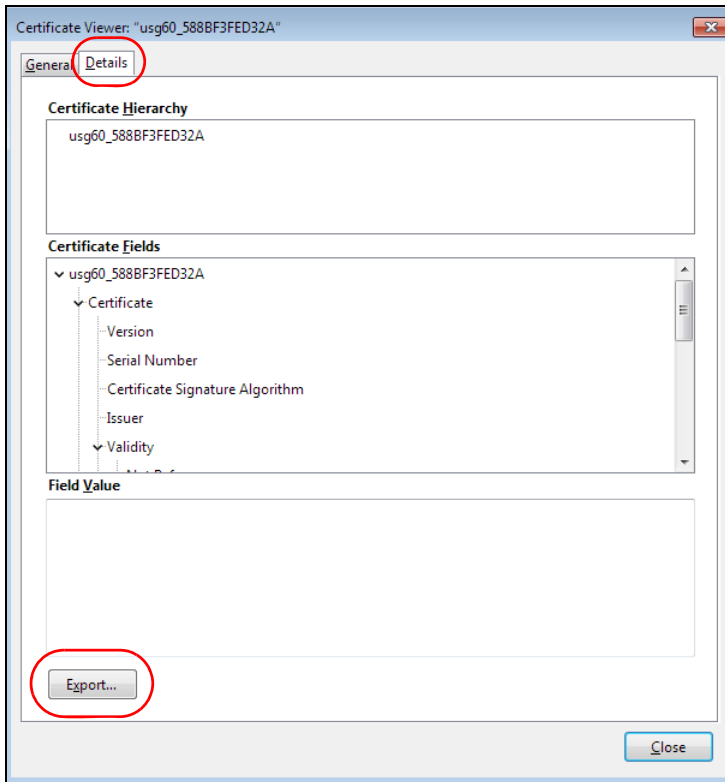 Certificate Viewer: "usg60_588BF3FED32A"
General
Details
Certificate Hierarchy
usg60_588BF3FED32A
Certificate Fields
usg60_588BF3FED32A
Certificate
Version
Serial Number
Certificate Signature Algorithm
Issuer
Validity
Field Value
Export...
Close